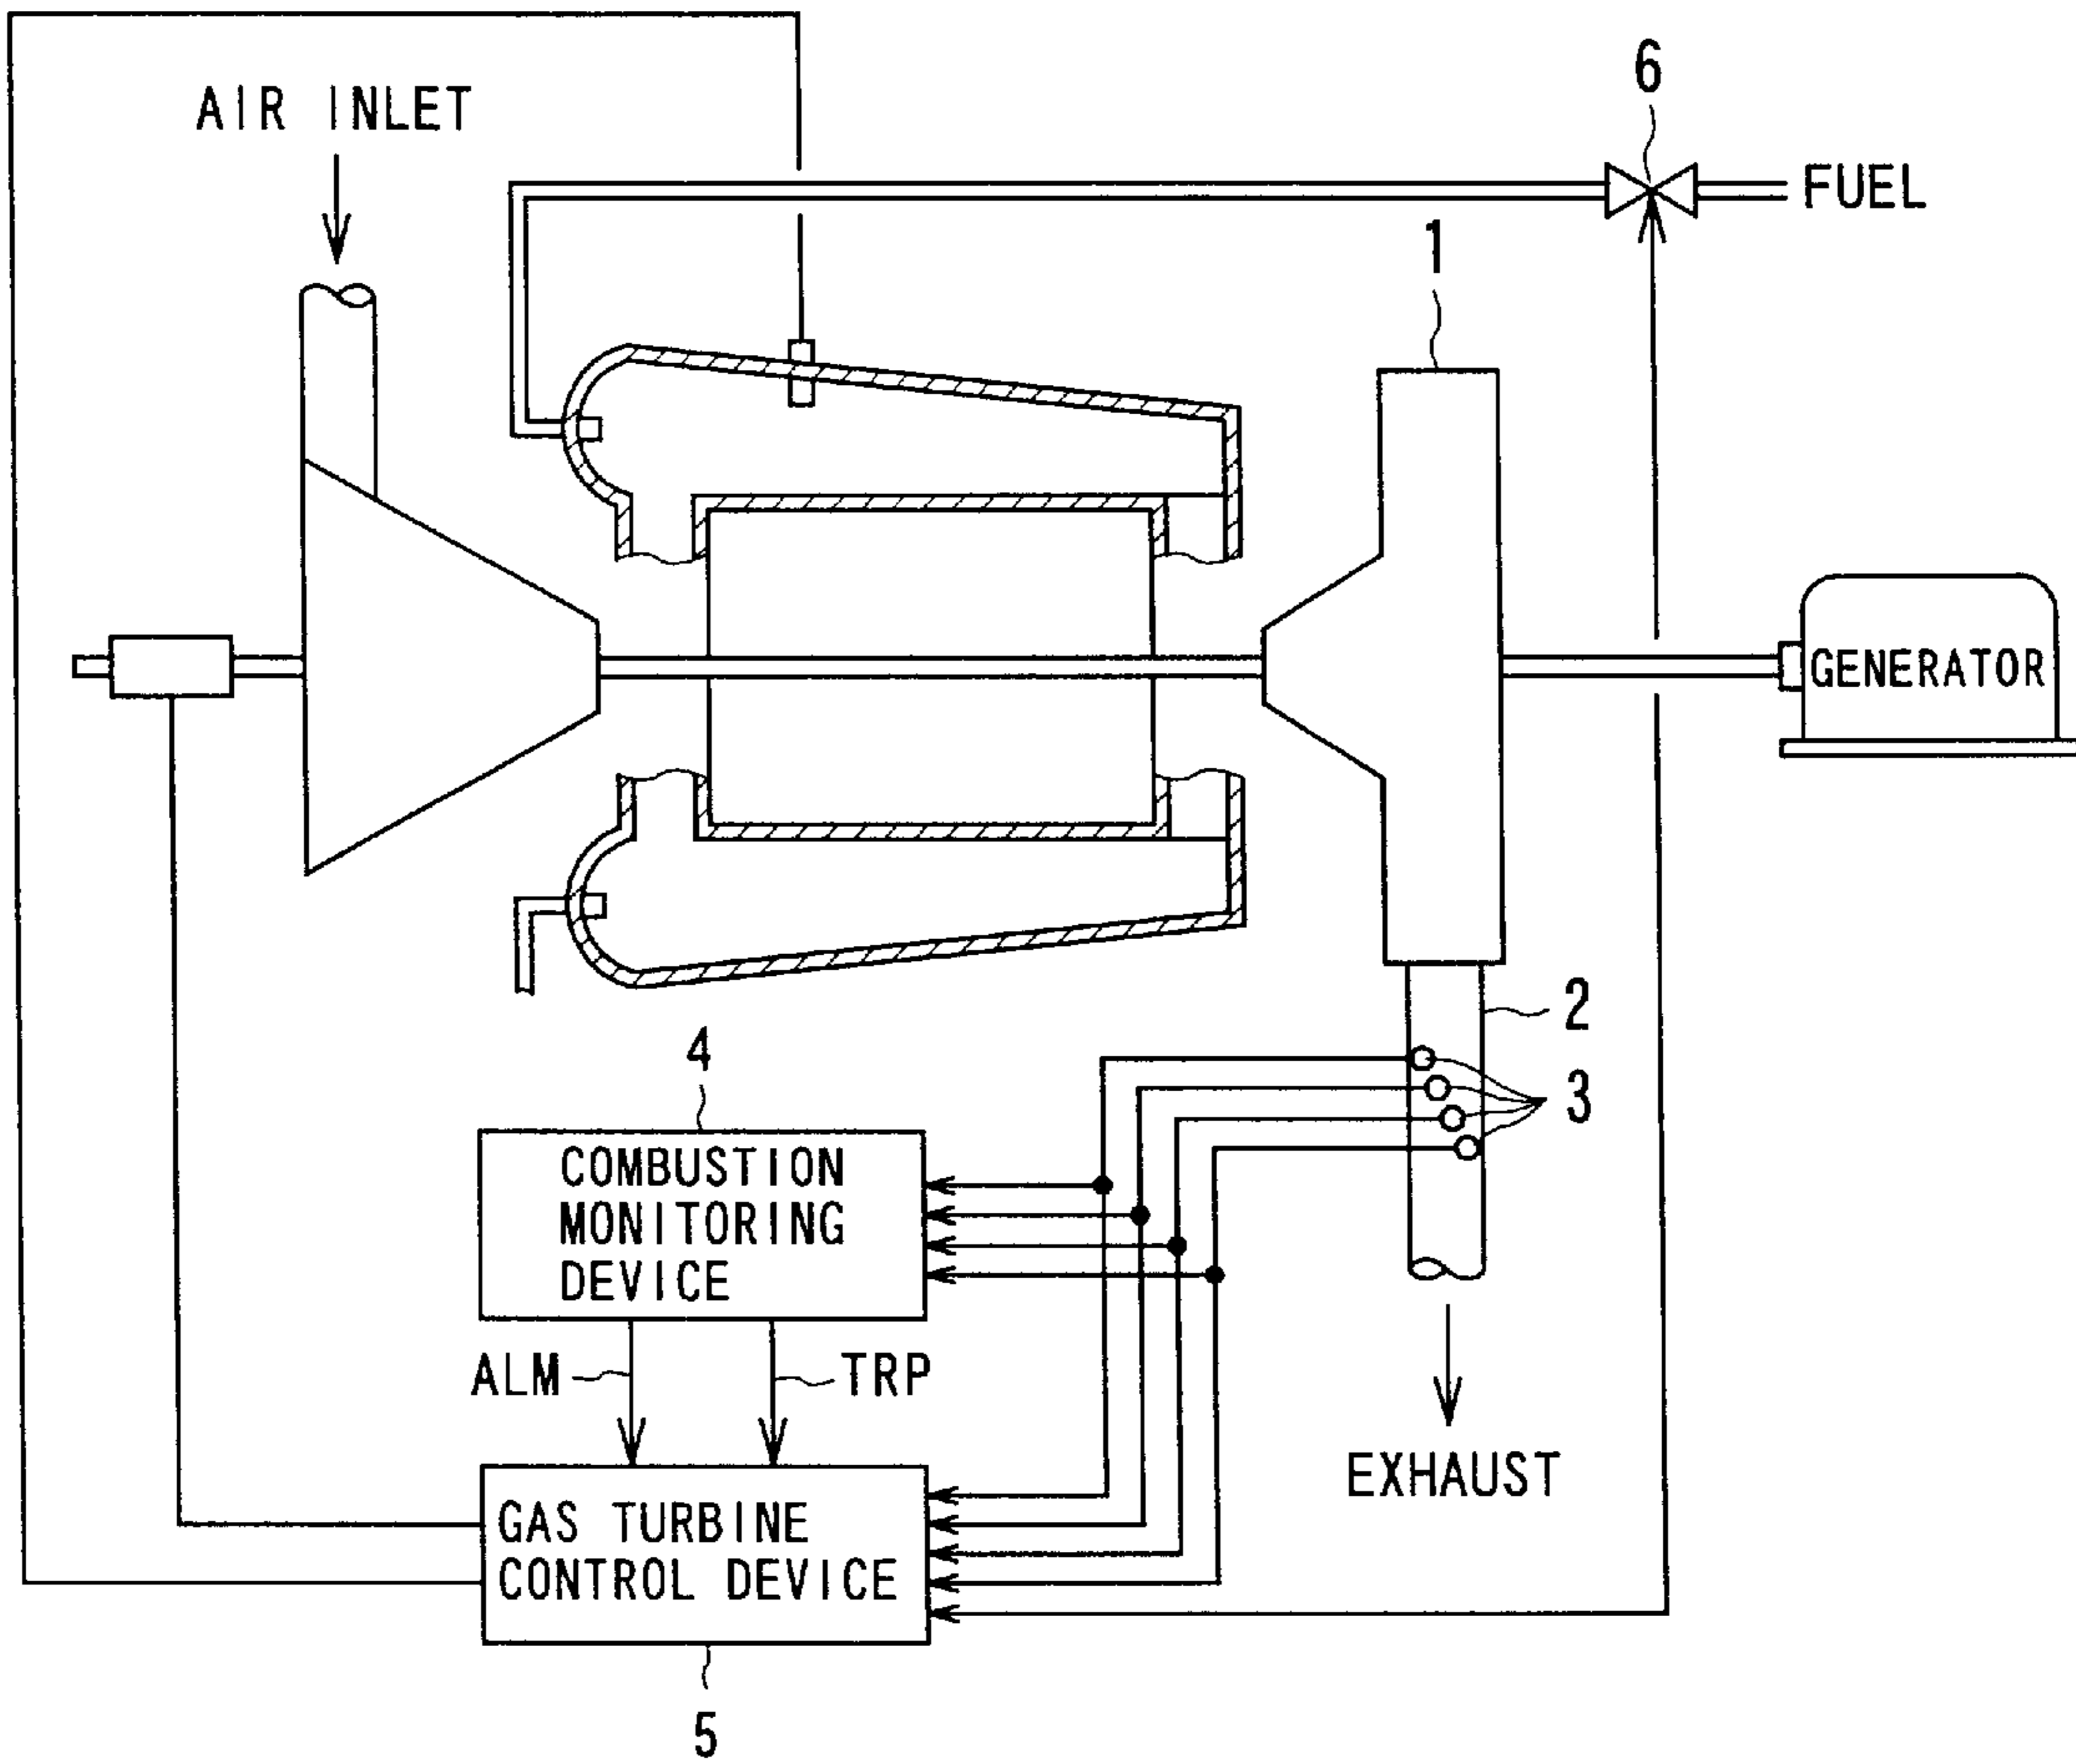 6
AIR INLET
FUEL
1
GENERATOR
2
3
4
COMBUSTION
MONITORING
DEVICE
ALM
TRP
EXHAUST
GAS TURBINE
CONTROL DEVICE
5